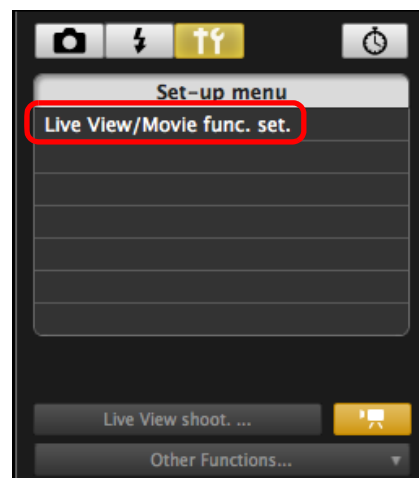 Set-up menu
Live View/Movie func. set.
Live View shoot. ...
Other Functions...